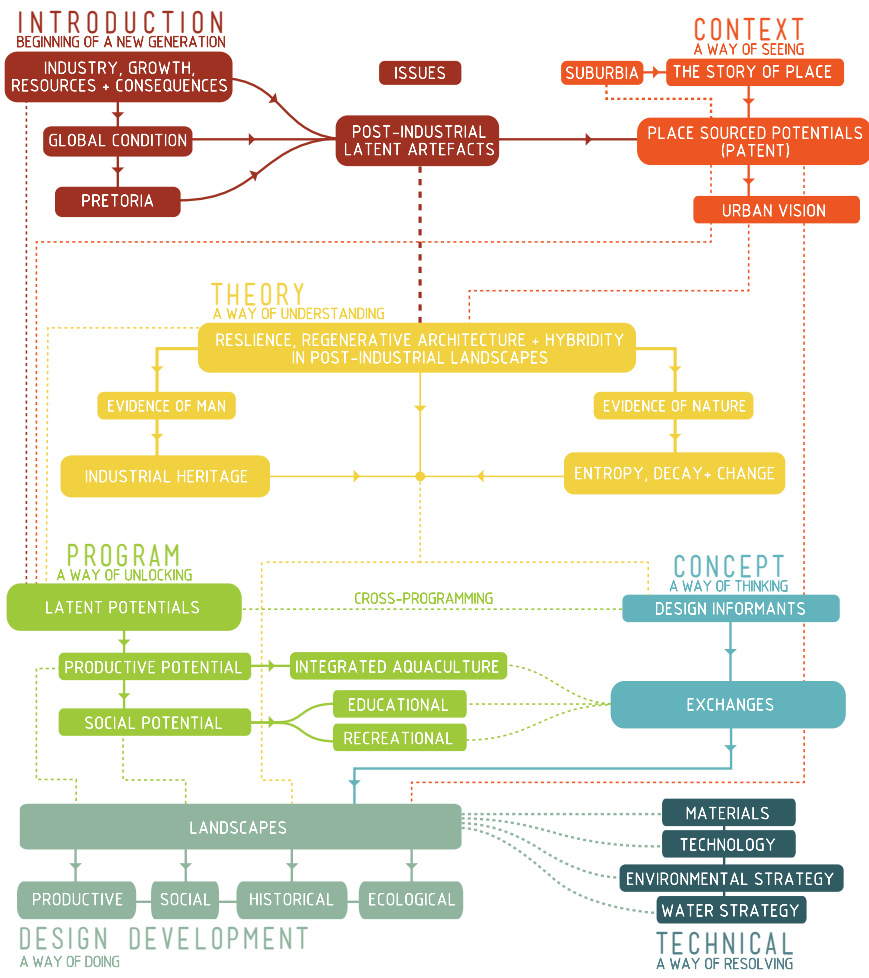 INTRODUCTION
BEGINNING OF A NEW GENERATION
INDUSTRY, GROWTH,
RESOURCES + CONSEQUENCES
GLOBAL CONDITION
PRETORIA
ISSUES
POST-INDUSTRIAL
LATENT ARTEFACTS
CONTEXT
A WAY OF SEEING
SUBURBIA
THE STORY OF PLACE
PLACE SOURCED POTENTIALS
(PATENT)
URBAN VISION
THEORY
A WAY OF UNDERSTANDING
RESLIENCE, REGENERATIVE ARCHITECTURE + HYBRIDITY
IN POST-INDUSTRIAL LANDSCAPES
EVIDENCE OF MAN
EVIDENCE OF NATURE
INDUSTRIAL HERITAGE
ENTROPY, DECAY+ CHANGE
PROGRAM
A WAY OF UNLOCKING
LATENT POTENTIALS
CROSS-PROGRAMMING
PRODUCTIVE POTENTIAL
INTEGRATED AQUACULTURE
SOCIAL POTENTIAL
EDUCATIONAL
RECREATIONAL
CONCEPT
A WAY OF THINKING
DESIGN INFORMANTS
EXCHANGES
LANDSCAPES
PRODUCTIVE
SOCIAL
HISTORICAL
ECOLOGICAL
DESIGN DEVELOPMENT
A WAY OF DOING
MATERIALS
TECHNOLOGY
ENVIRONMENTAL STRATEGY
WATER STRATEGY
TECHNICAL
A WAY OF RESOLVING